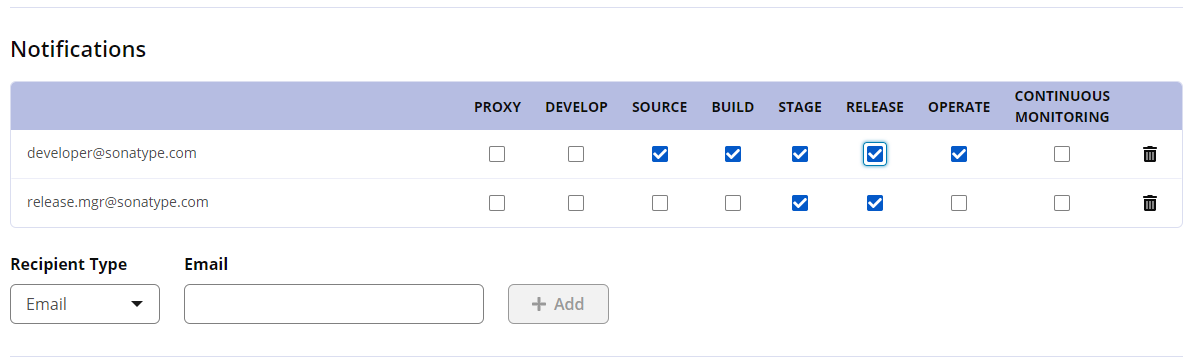 Notifications
PROXY DEVELOP SOURCE BUILD STAGE RELEASE OPERATE CONTINUOUS
MONITORING
developer@sonatype.com
release.mgr@sonatype.com
Recipient Type Email
Email + Add